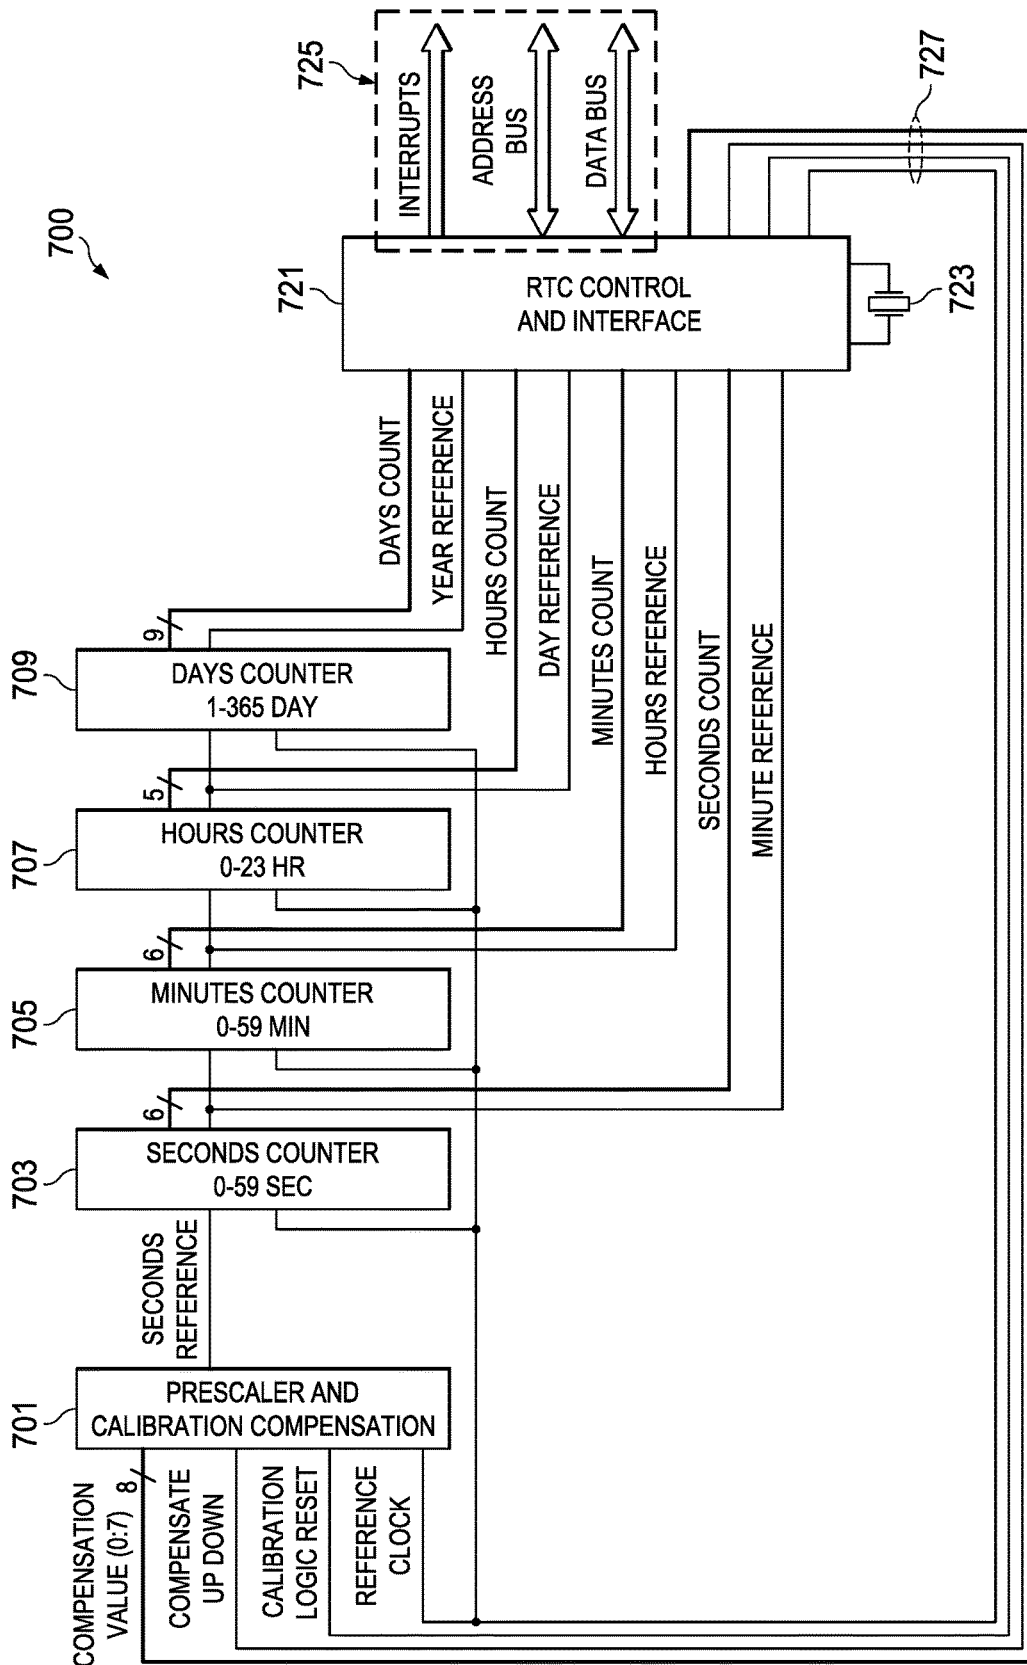 700
COMPENSATION
VALUE (0:7)
8
COMPENSATE
UP DOWN
CALIBRATION
LOGIC RESET
REFERENCE
CLOCK
701
PRESCALER AND
CALIBRATION COMPENSATION
SECONDS
REFERENCE
703
SECONDS COUNTER
0-59 SEC
6
705
MINUTES COUNTER
0-59 MIN
6
707
HOURS COUNTER
0-23 HR
5
709
DAYS COUNTER
1-365 DAY
9
DAYS COUNT
YEAR REFERENCE
HOURS COUNT
DAY REFERENCE
MINUTES COUNT
HOURS REFERENCE
SECONDS COUNT
MINUTE REFERENCE
721
RTC CONTROL
AND INTERFACE
723
725
INTERRUPTS
ADDRESS
BUS
DATA BUS
727